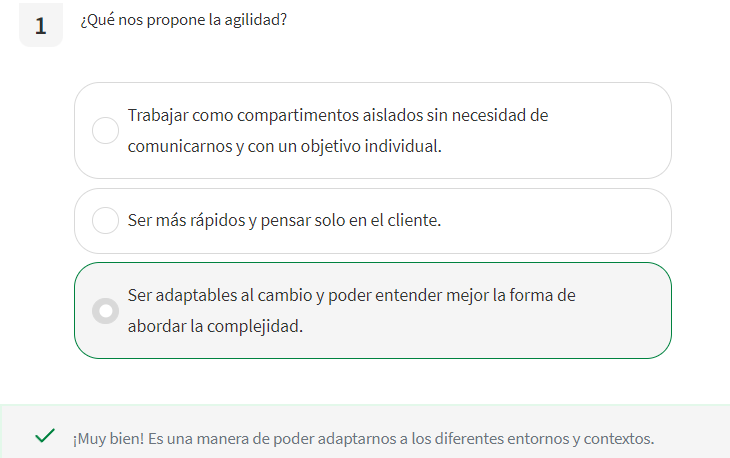 1
¿Qué nos propone la agilidad?
Trabajar como compartimentos aislados sin necesidad de
comunicarnos y con un objetivo individual.
Ser más rápidos y pensar solo en el cliente.
Ser adaptables al cambio y poder entender mejor la forma de
abordar la complejidad.
¡Muy bien! Es una manera de poder adaptarnos a los diferentes entornos y contextos.